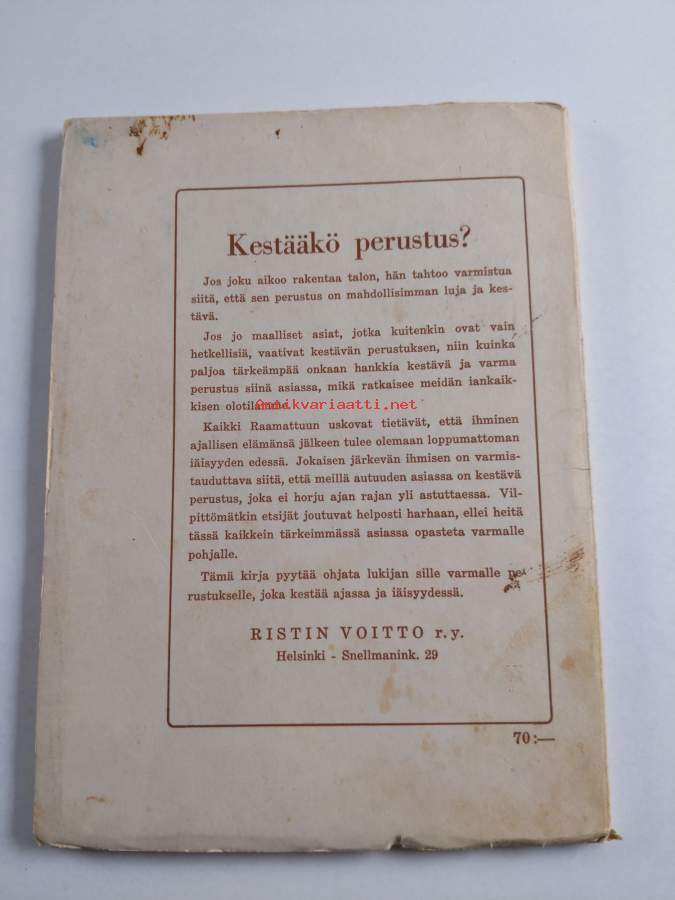 Kestääkö perustus?
Jos joku aikoo rakentaa talon, hän tahtoo varmistua
siitä, että sen perustus on mahdollisimman luja ja kes-
tävä.
Jos jo maalliset asiat, jotka kuitenkin ovat vain
hetkellisiä, vaativat kestävän perustuksen, niin kuinka
paljoa tärkeämpää onkaan hankkia kestävä ja varma
perustus siinä asiassa, mikä ratkaisee meidän iankaik-
kisen olotilamme.
Antikvariaatti.net
Kaikki Raamattuun uskovat tietävät, että ihminen
ajallisen elämänsä jälkeen tulee olemaan loppumattoman
iäisyyden edessä. Jokaisen järkevän ihmisen on varmis-
tauduttava siitä, että meillä autuuden asiassa on kestävä
perustus, joka ei horju ajan rajan yli astuttaessa. Vil-
pittömätkin etsijät joutuvat helposti harhaan, ellei heitä
tässä kaikkein tärkeimmässä asiassa opasteta varmalle
pohjalle.
Tämä kirja pyytää ohjata lukijan sille varmalle pe-
rustukselle, joka kestää ajassa ja iäisyydessä.
RISTIN VOITTO r.y.
Helsinki - Snellmanink. 29
70:—